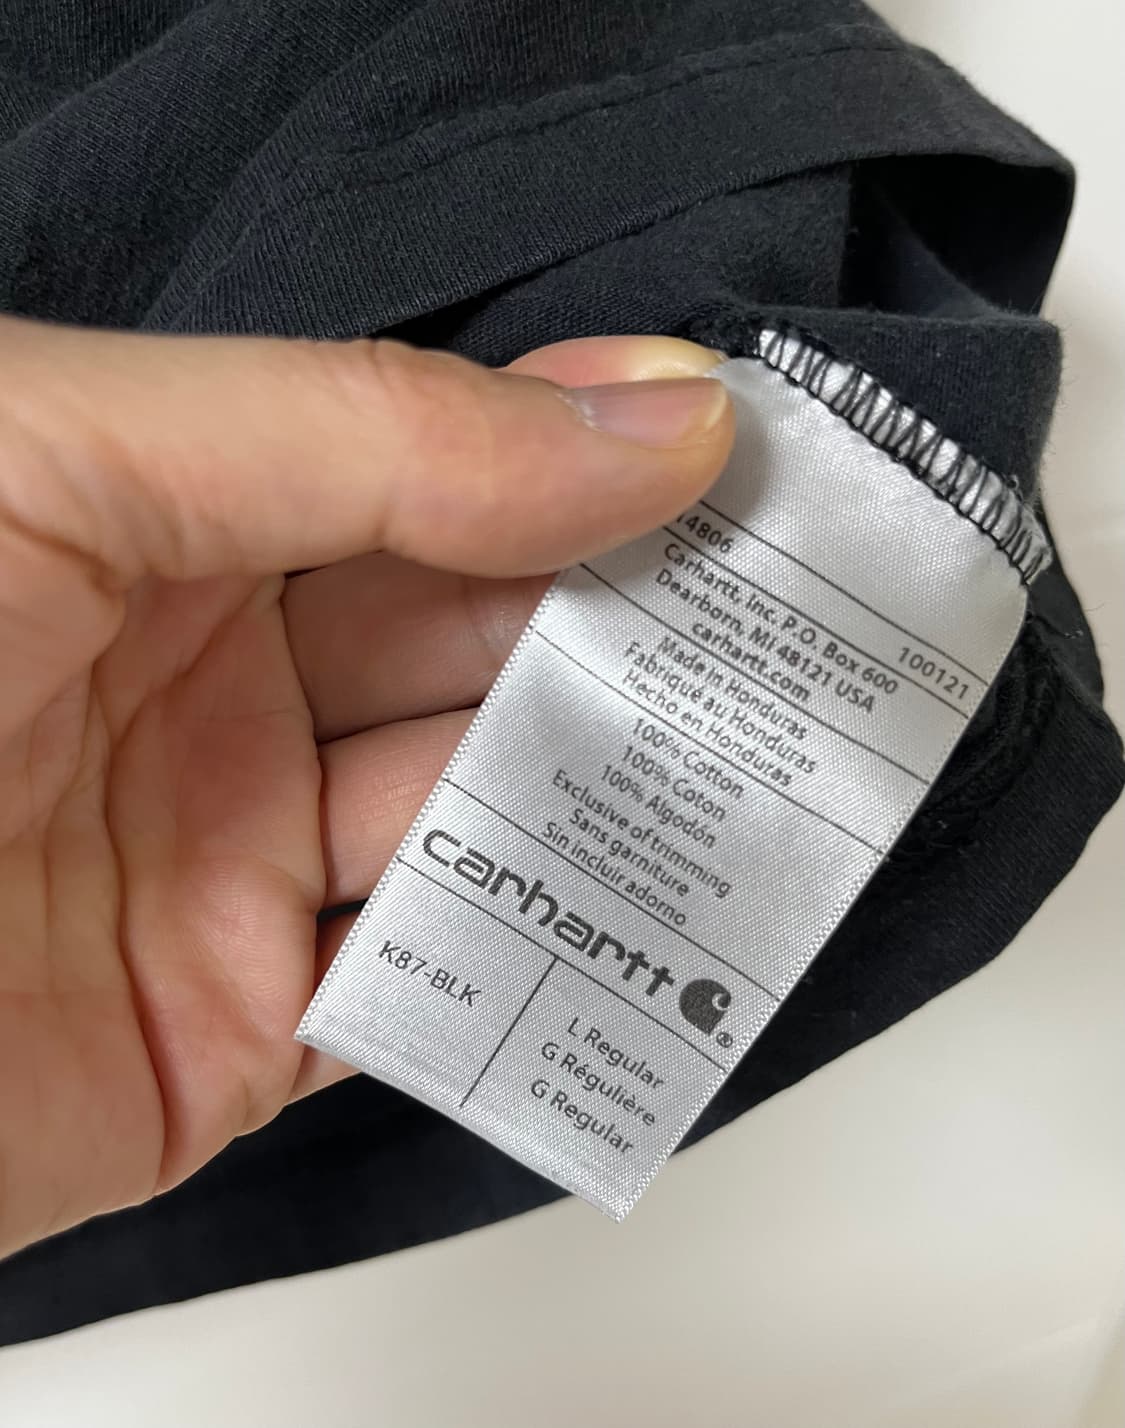 14806
100121
Carhartt, Inc. P.O. Box 600
Dearborn, MI 48121 USA
carhartt.com
Made in Honduras
Fabriqué au Honduras
Hecho en Honduras
100% Cotton
100% Coton
100% Algodón
Exclusive of trimming
Sans garniture
Sin incluir adorno
carhartt ®
K87-BLK
L Regular
G Régulière
G Regular